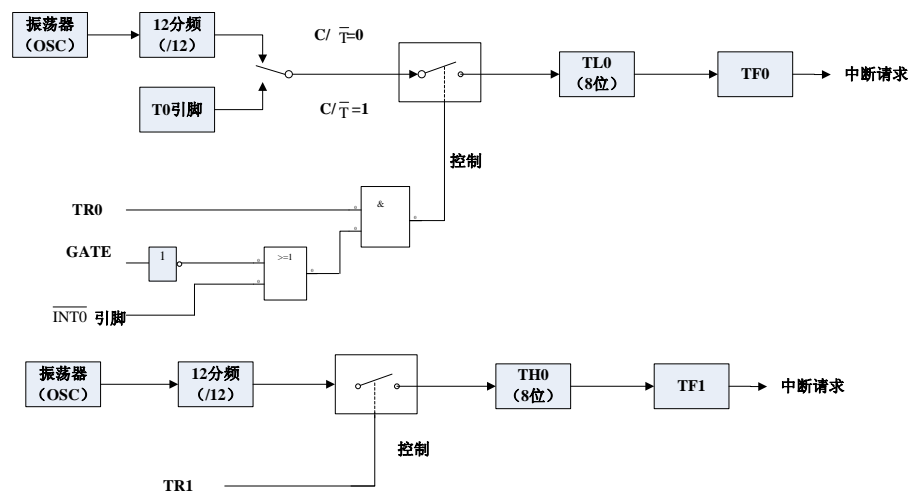 振荡器
（OSC）
12分频
（/12）
C/T̅=0
T0引脚
C/T̅=1
TL0
（8位）
TF0
中断请求
控制
TR0
&
GATE
1
>=1
I̅N̅T̅0̅ 引脚
振荡器
（OSC）
12分频
（/12）
TH0
（8位）
TF1
中断请求
控制
TR1